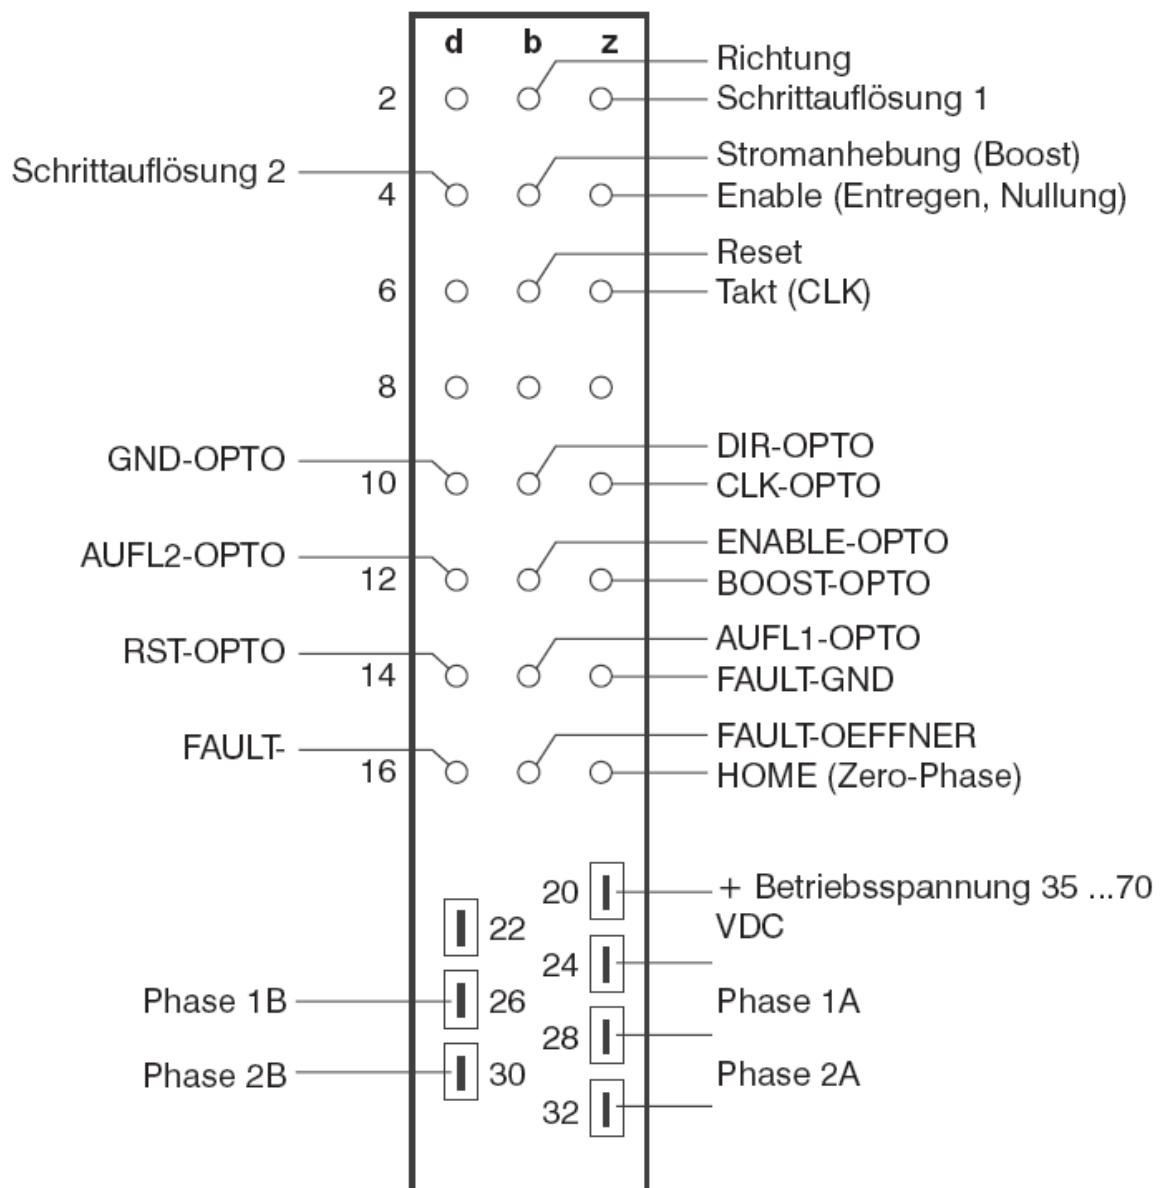 d b z
Richtung
2
Schrittauflösung 1
Stromanhebung (Boost)
Schrittauflösung 2
4
Enable (Entregen, Nullung)
Reset
6
Takt (CLK)
8
DIR-OPTO
GND-OPTO
10
CLK-OPTO
ENABLE-OPTO
AUFL2-OPTO
12
BOOST-OPTO
AUFL1-OPTO
RST-OPTO
14
FAULT-GND
FAULT-OEFFNER
FAULT-
16
HOME (Zero-Phase)
20
+ Betriebsspannung 35 ...70
VDC
22
24
Phase 1B
26
Phase 1A
28
Phase 2B
30
Phase 2A
32